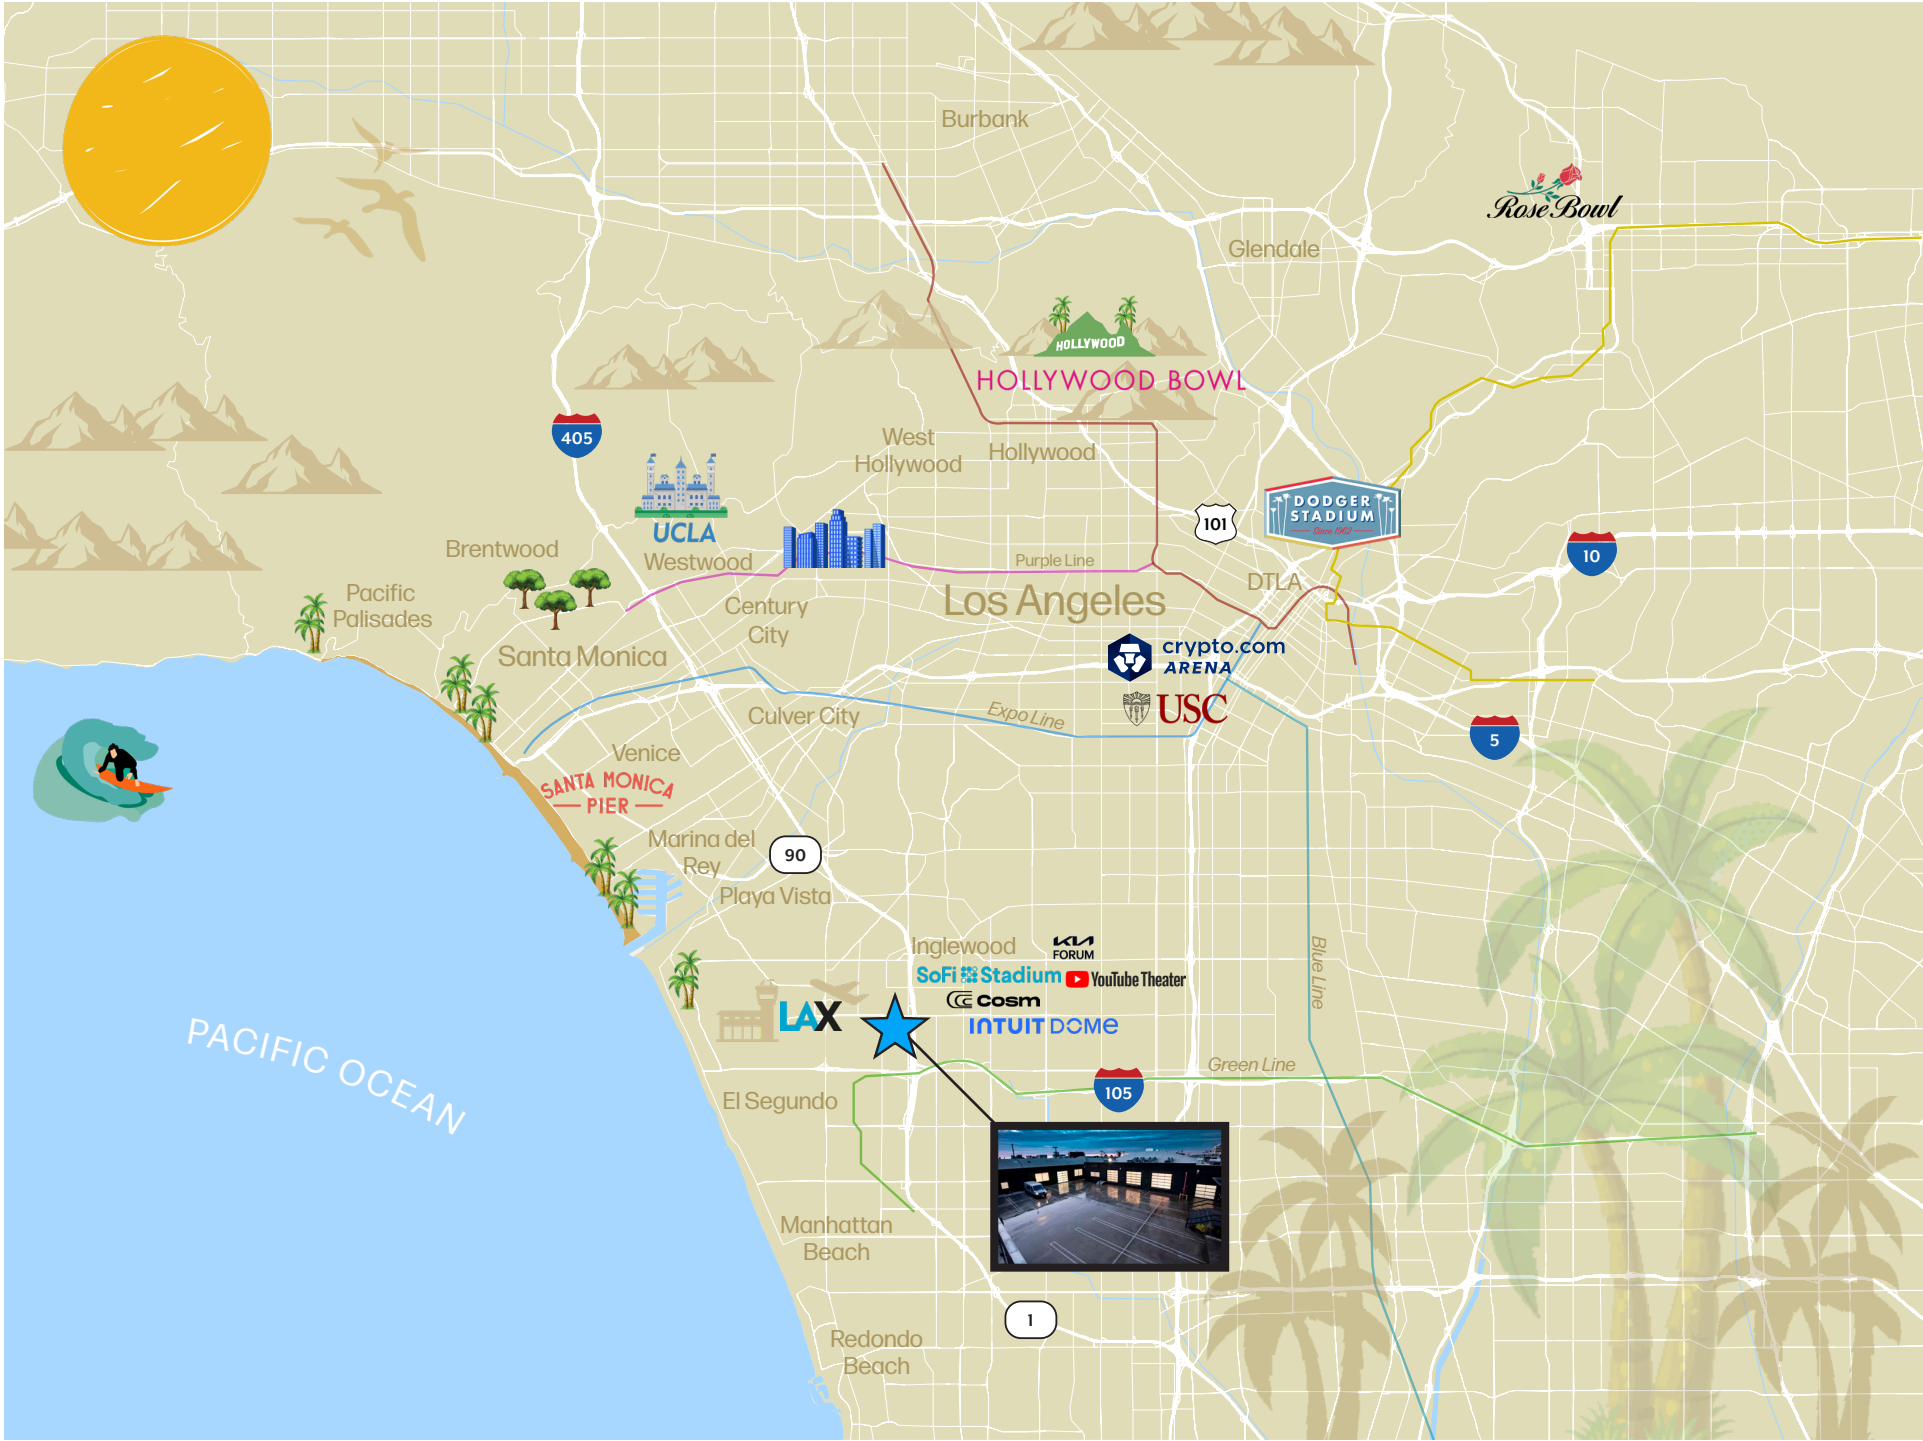 Burbank
Rose Bowl
Glendale
HOLLYWOOD
HOLLYWOOD BOWL
405
West
Hollywood
Hollywood
UCLA
101
DODGER
STADIUM
Since 1962
10
Brentwood
Westwood
Purple Line
DTLA
Pacific
Palisades
Century
City
Los Angeles
Santa Monica
crypto.com
ARENA
USC
Culver City
Expo Line
5
Venice
SANTA MONICA
PIER
Marina del
Rey
90
Playa Vista
Inglewood
KIA
FORUM
SoFi Stadium
YouTube Theater
Cosm
INTUIT DOME
LAX
Blue Line
PACIFIC OCEAN
Green Line
105
El Segundo
Manhattan
Beach
1
Redondo
Beach